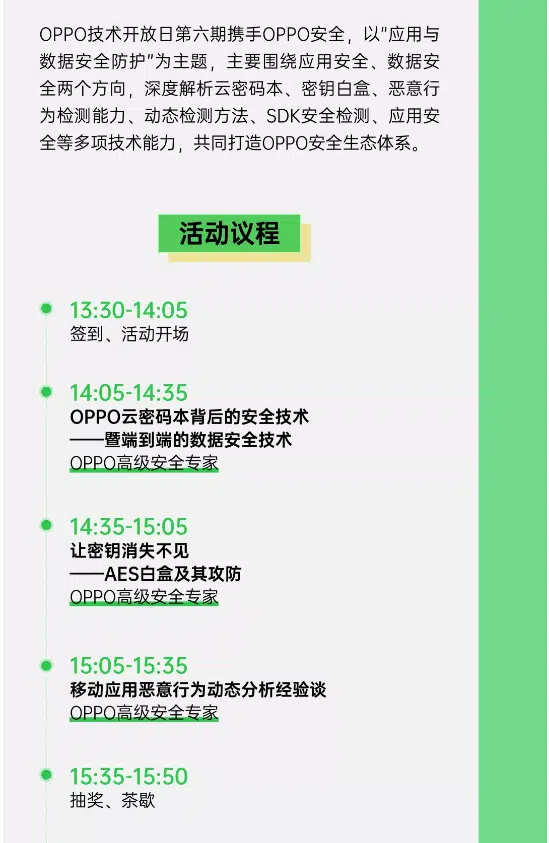 OPPO技术开放日第六期携手OPPO安全，以"应用与
数据安全防护"为主题，主要围绕应用安全、数据安
全两个方向，深度解析云密码本、密钥白盒、恶意行
为检测能力、动态检测方法、SDK安全检测、应用安
全等多项技术能力，共同打造OPPO安全生态体系。
活动议程
13:30-14:05
签到、活动开场
14:05-14:35
OPPO云密码本背后的安全技术
——暨端到端的数据安全技术
OPPO高级安全专家
14:35-15:05
让密钥消失不见
——AES白盒及其攻防
OPPO高级安全专家
15:05-15:35
移动应用恶意行为动态分析经验谈
OPPO高级安全专家
15:35-15:50
抽奖、茶歇